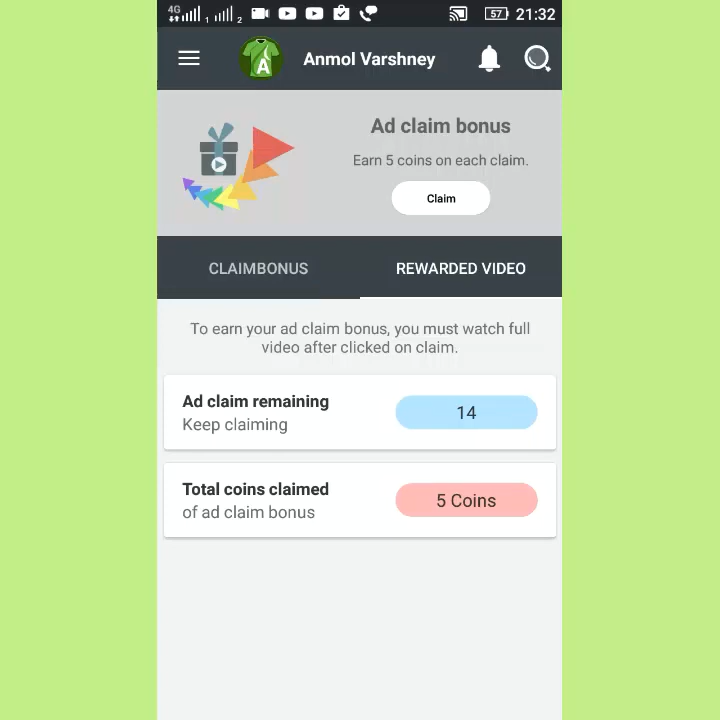 4G 1 2 57 21:32
A Anmol Varshney
Ad claim bonus
Earn 5 coins on each claim.
Claim
CLAIMBONUS REWARDED VIDEO
To earn your ad claim bonus, you must watch full
video after clicked on claim.
Ad claim remaining
Keep claiming
14
Total coins claimed
of ad claim bonus
5 Coins